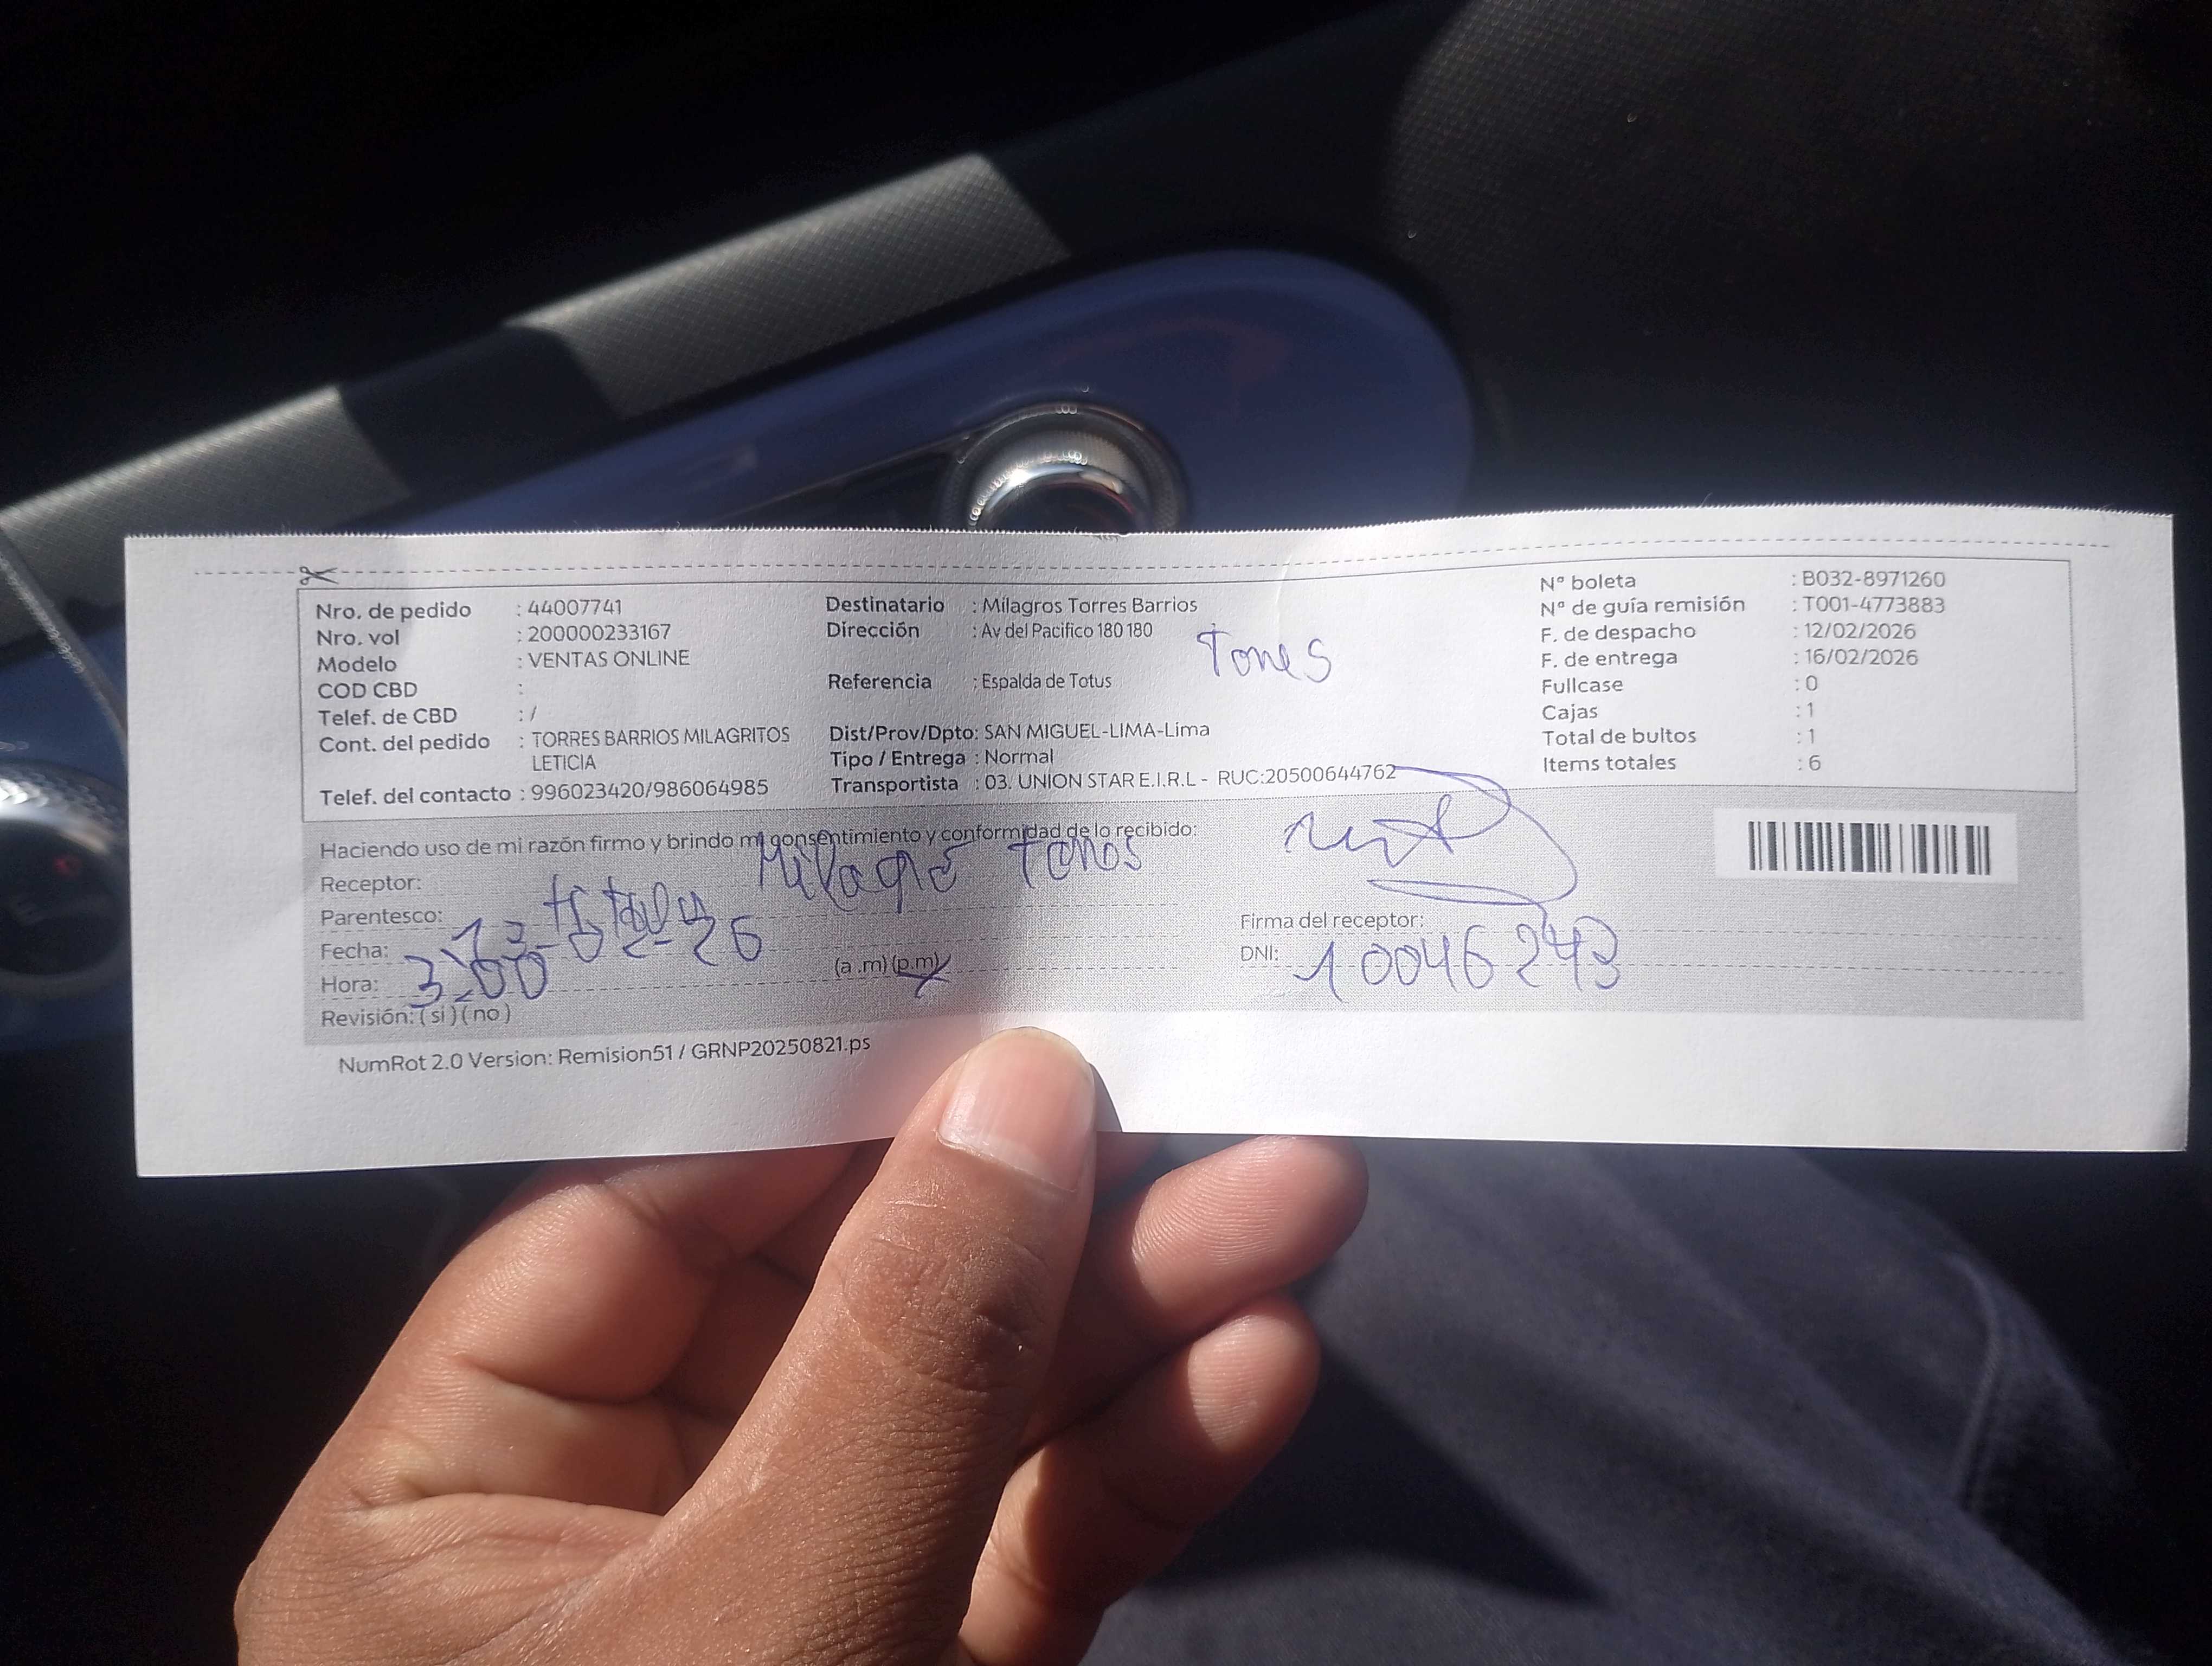 Nro. de pedido : 44007741
Nro. vol : 200000233167
Modelo : VENTAS ONLINE
COD CBD :
Telef. de CBD : /
Cont. del pedido : TORRES BARRIOS MILAGRITOS
LETICIA
Telef. del contacto : 996023420/986064985
Destinatario : Milagros Torres Barrios
Dirección : Av del Pacifico 180 180
Torres
Referencia : Espalda de Totus
Dist/Prov/Dpto: SAN MIGUEL-LIMA-Lima
Tipo / Entrega : Normal
Transportista : 03. UNION STAR E.I.R.L - RUC:20500644762
Nº boleta : B032-8971260
Nº de guía remisión : T001-4773883
F. de despacho : 12/02/2026
F. de entrega : 16/02/2026
Fullcase : 0
Cajas : 1
Total de bultos : 1
Items totales : 6
Haciendo uso de mi razón firmo y brindo mi consentimiento y conformidad de lo recibido:
Receptor: Milagro Torres
Parentesco:
Fecha: 13-02-26
Hora: 3:00 (a .m) (p.m)
Revisión: ( si ) ( no )
Firma del receptor:
DNI: 10046243
NumRot 2.0 Version: Remision51 / GRNP20250821.ps